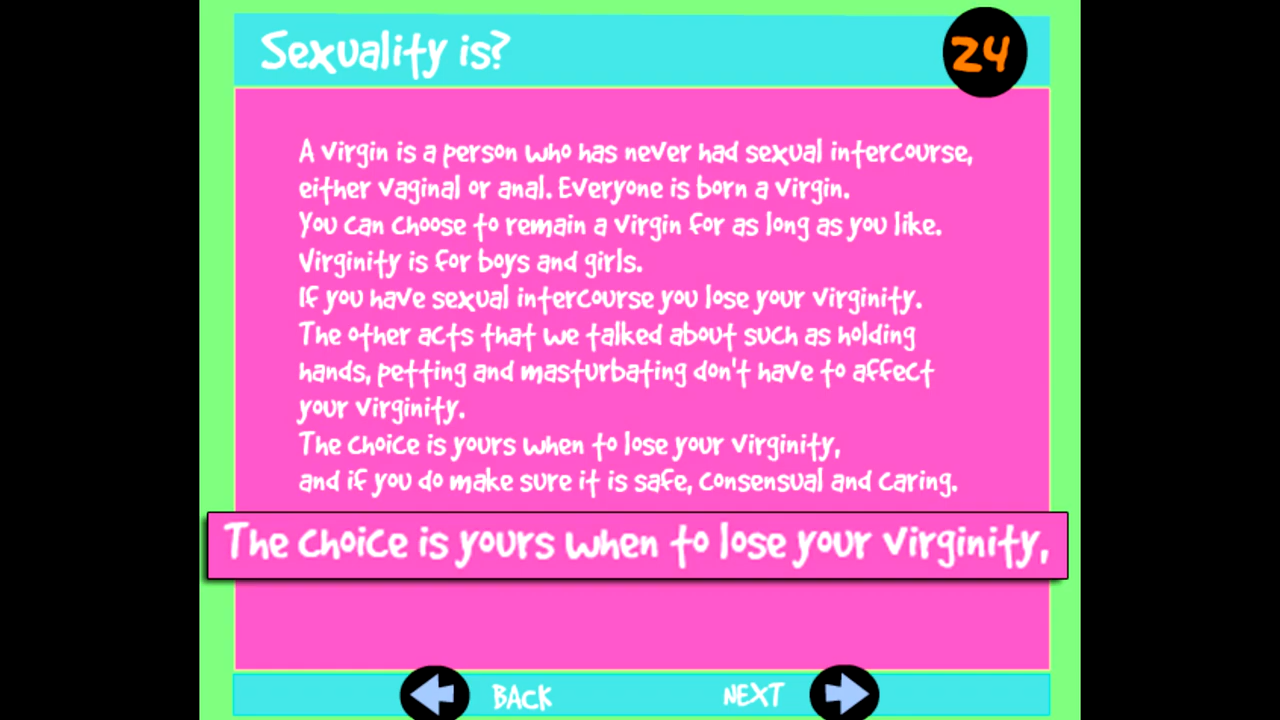 Sexuality is?
24
A virgin is a person who has never had sexual intercourse,
either vaginal or anal. Everyone is born a virgin.
You can choose to remain a virgin for as long as you like.
Virginity is for boys and girls.
If you have sexual intercourse you lose your virginity.
The other acts that we talked about such as holding
hands, petting and masturbating don't have to affect
your virginity.
The choice is yours when to lose your virginity,
and if you do make sure it is safe, consensual and caring.
The choice is yours when to lose your virginity,
BACK
NEXT